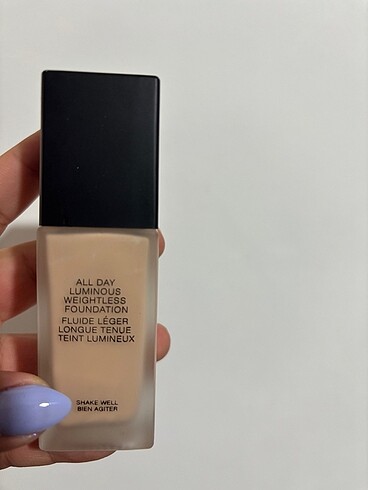 ALL DAY
LUMINOUS
WEIGHTLESS
FOUNDATION
FLUIDE LÉGER
LONGUE TENUE
TEINT LUMINEUX
SHAKE WELL
BIEN AGITER